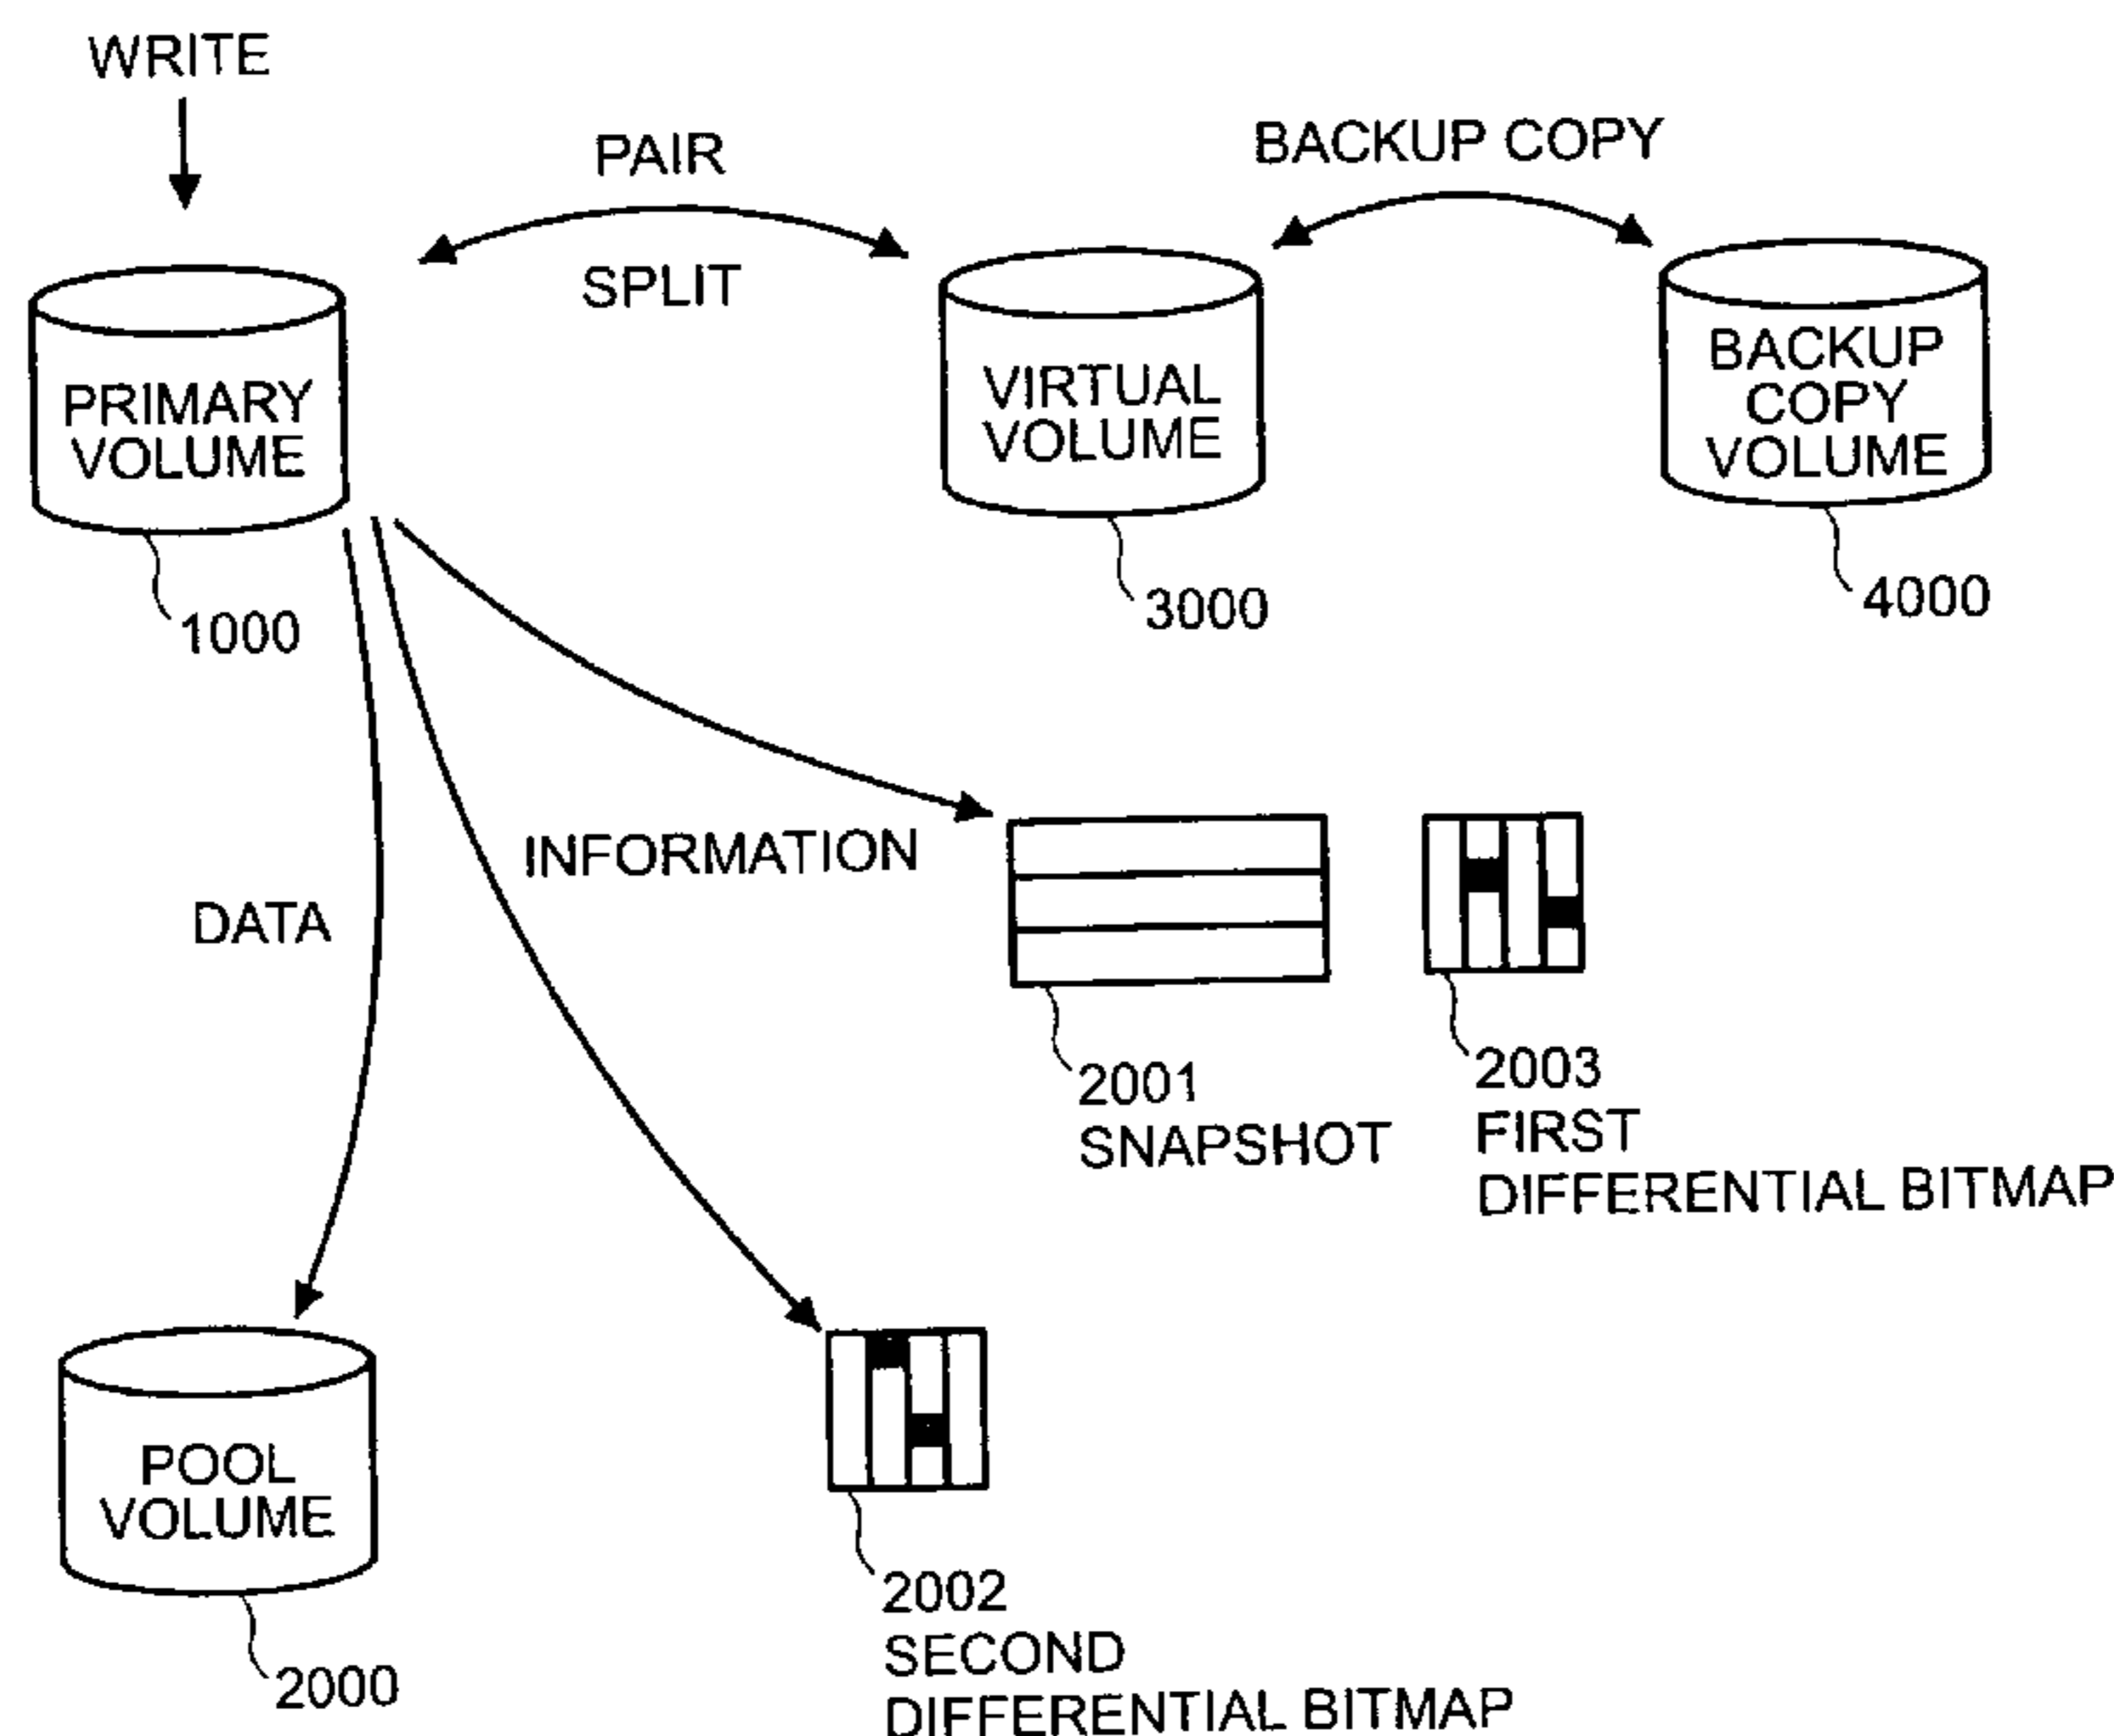 WRITE
PAIR
SPLIT
BACKUP COPY
PRIMARY
VOLUME
1000
VIRTUAL
VOLUME
3000
BACKUP
COPY
VOLUME
4000
INFORMATION
DATA
2001
SNAPSHOT
2003
FIRST
DIFFERENTIAL BITMAP
POOL
VOLUME
2000
2002
SECOND
DIFFERENTIAL BITMAP